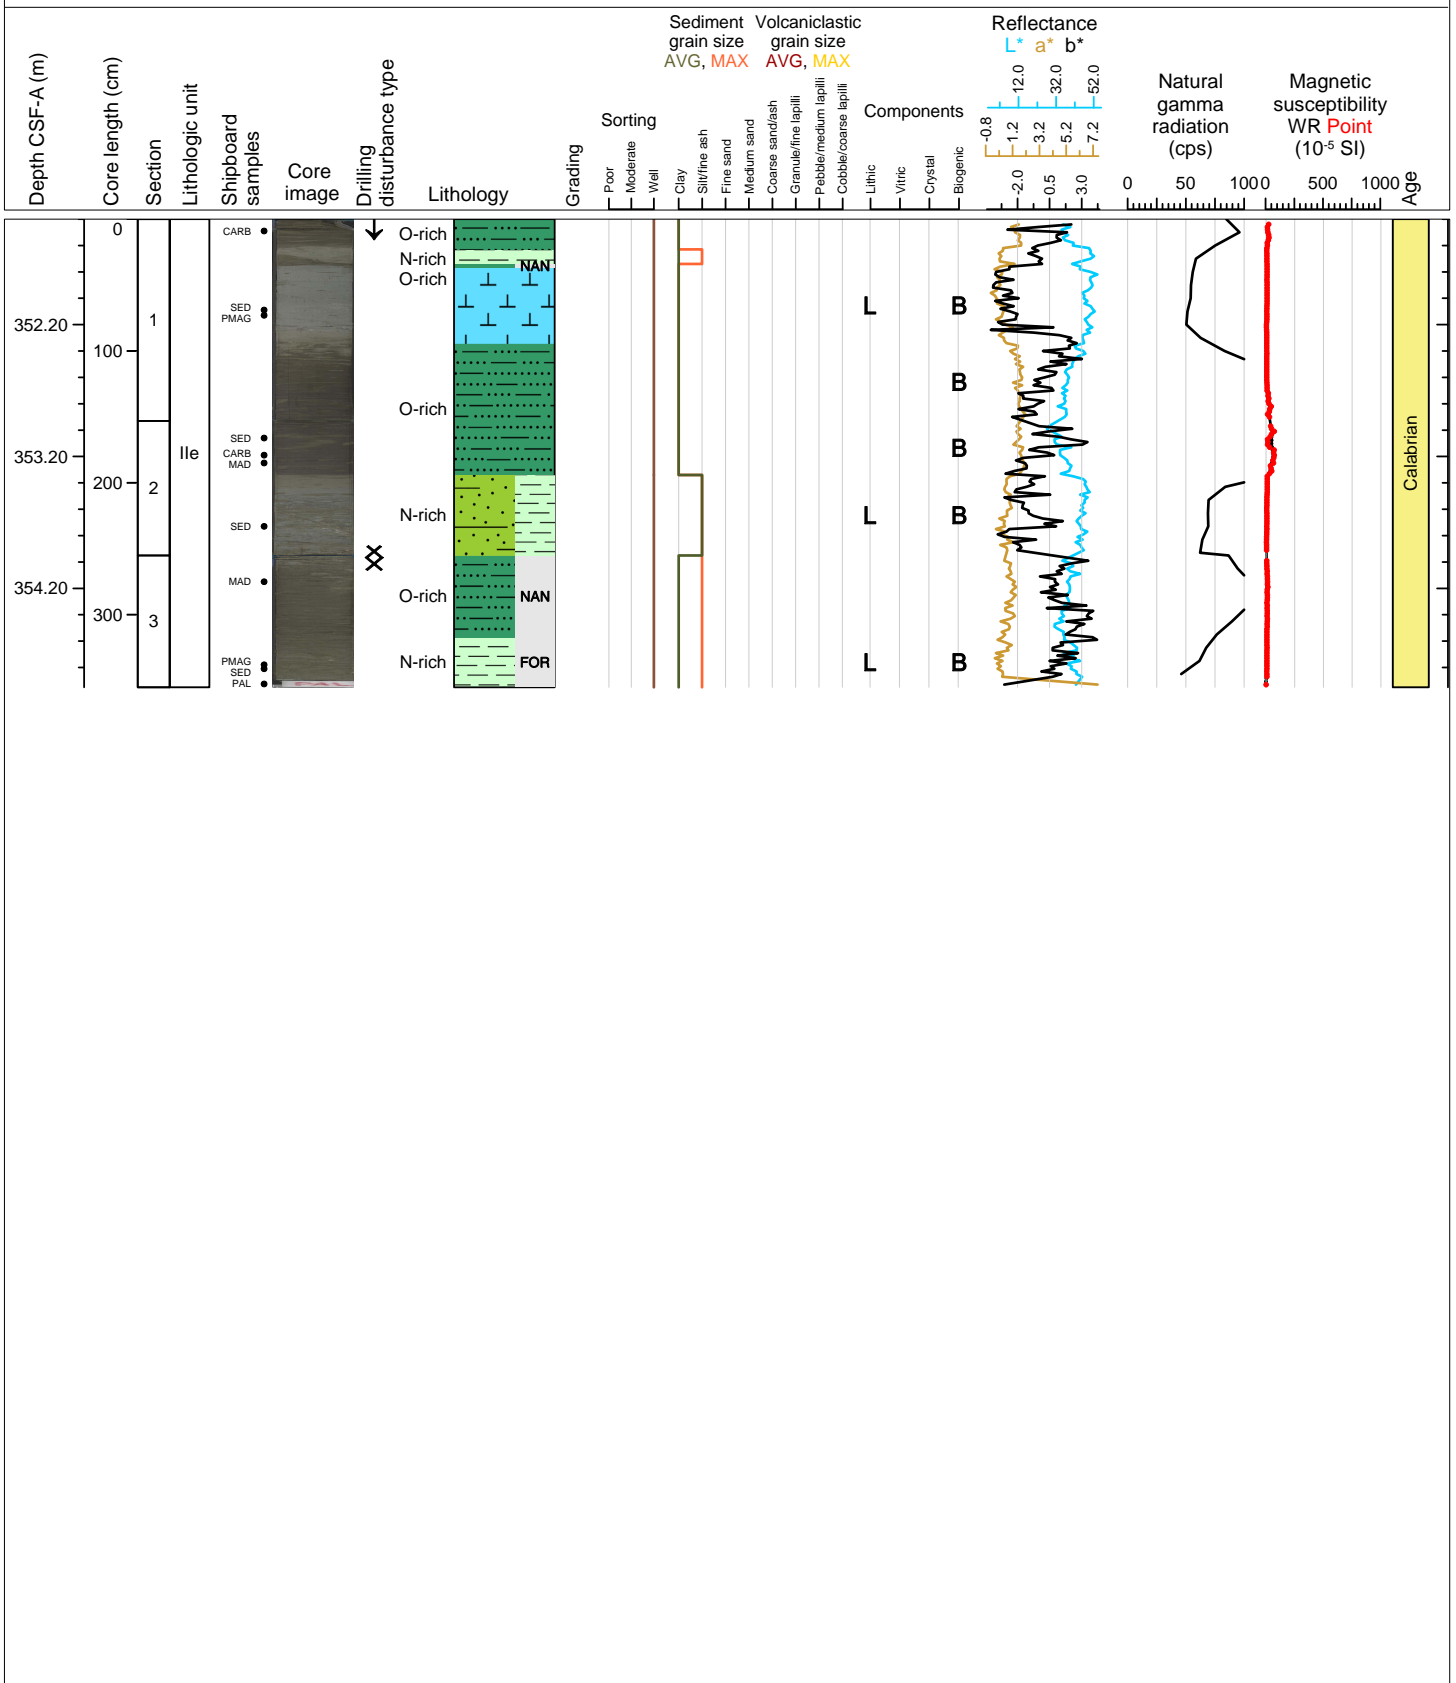 Depth CSF-A (m)
Core length (cm)
Section
Lithologic unit
Shipboard
samples
Core
image
Drilling
disturbance type
Lithology
Grading
Sorting
Poor
Moderate
Well
Sediment
grain size
AVG, MAX
Volcaniclastic
grain size
AVG, MAX
Clay
Silt/fine ash
Fine sand
Medium sand
Coarse sand/ash
Granule/fine lapilli
Pebble/medium lapilli
Cobble/coarse lapilli
Components
Lithic
Vitric
Crystal
Biogenic
Reflectance
L* a* b*
12.0 32.0 52.0
-0.8 1.2 3.2 5.2 7.2
-2.0 0.5 3.0
Natural
gamma
radiation
(cps)
0 50 100
Magnetic
susceptibility
WR Point
(10-5 SI)
0 500 1000
Age
0
CARB
O-rich
N-rich
NAN
O-rich
SED
PMAG
L B
352.20
1
100
B
O-rich
SED
CARB
MAD
B
353.20
IIe
200
2
N-rich
L B
SED
Calabrian
MAD
354.20
O-rich
NAN
300
3
PMAG
SED
PAL
N-rich
FOR
L B